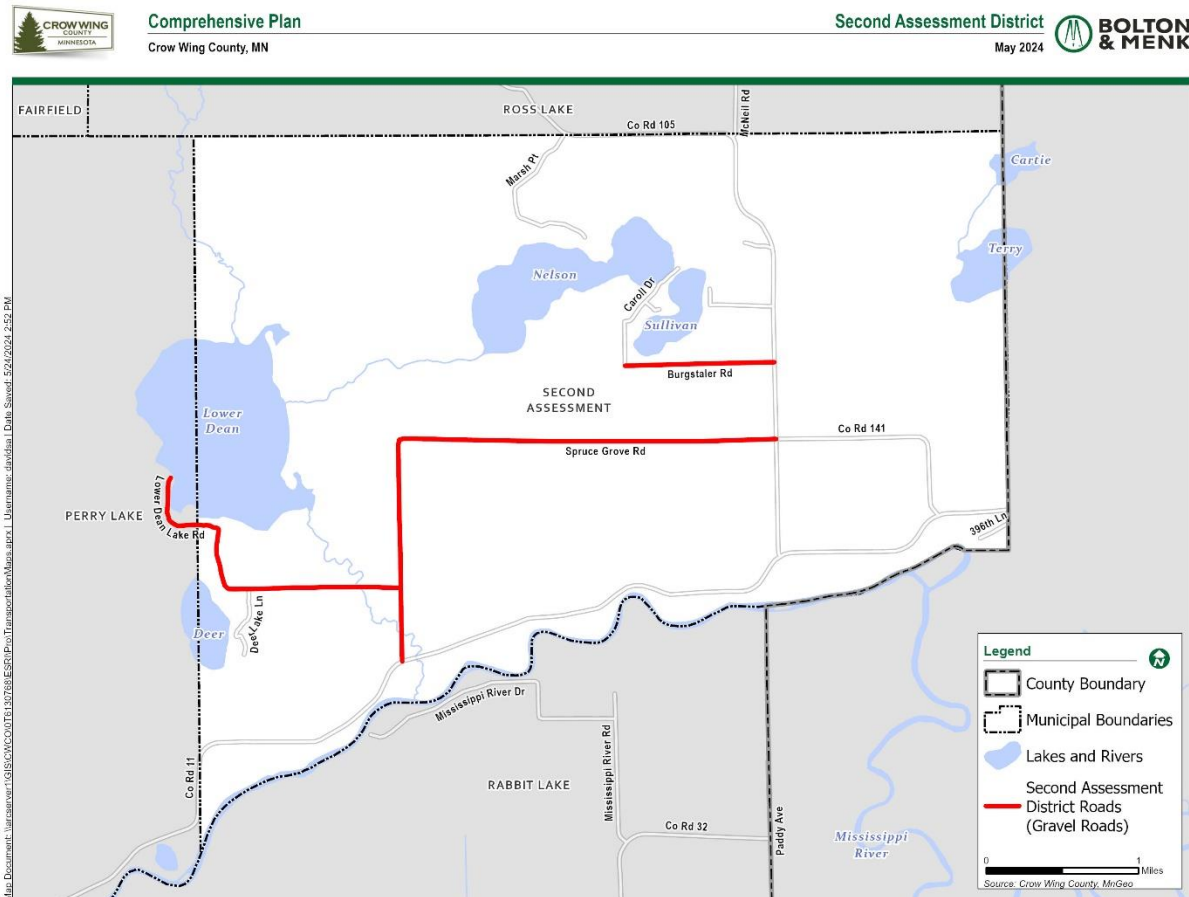 CROW WING
COUNTY
MINNESOTA
Comprehensive Plan
Crow Wing County, MN
Second Assessment District
May 2024
BOLTON
& MENK
FAIRFIELD
ROSS LAKE
Co Rd 105
McNeil Rd
Marsh Pt
Cartie
Terry
Nelson
Caroll Dr
Sullivan
Burgstaler Rd
SECOND
ASSESSMENT
Lower
Dean
Co Rd 141
Spruce Grove Rd
Lower Dean Lake Rd
PERRY LAKE
396th Ln
Deer Lake Ln
Deer
Mississippi River Dr
Co Rd 11
RABBIT LAKE
Mississippi River Rd
Co Rd 32
Paddy Ave
Mississippi
River
Legend
N
County Boundary
Municipal Boundaries
Lakes and Rivers
Second Assessment
District Roads
(Gravel Roads)
0 1
Miles
Source: Crow Wing County, MnGeo